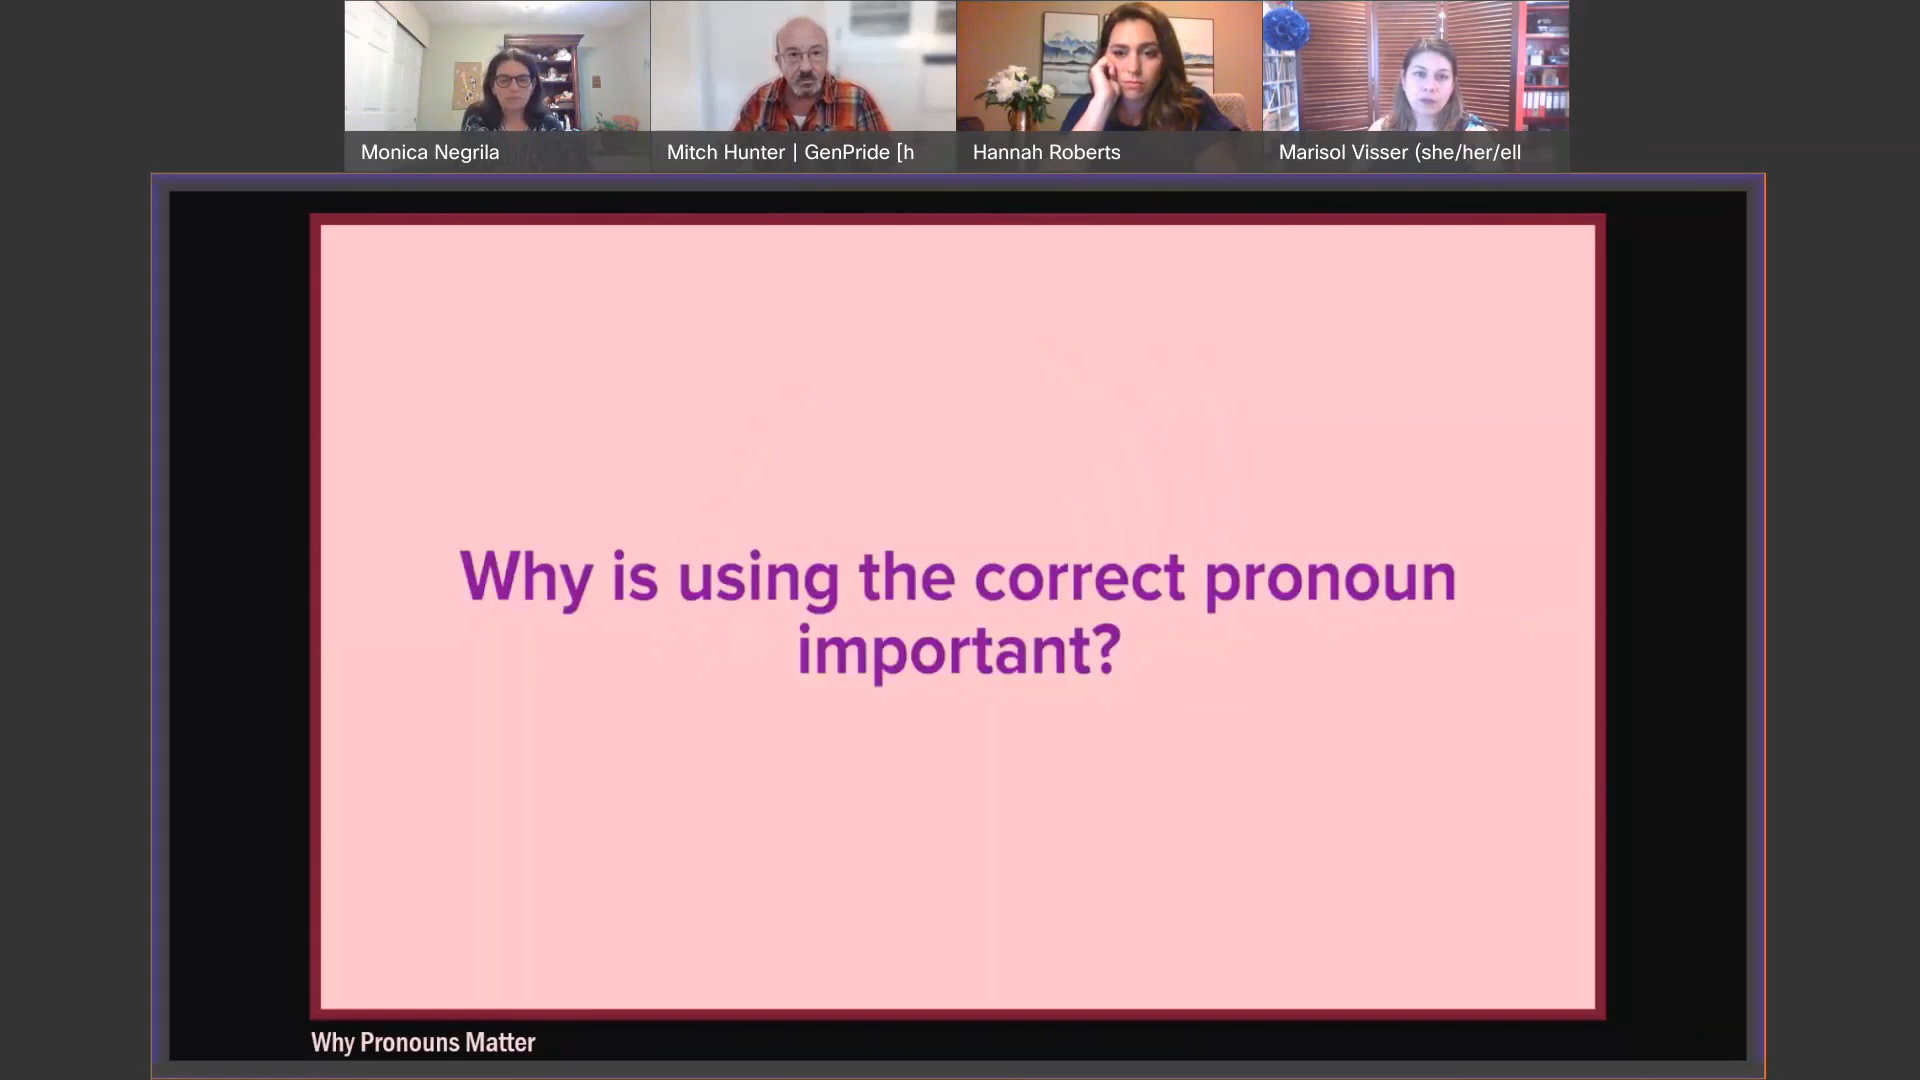 Monica Negrila
Mitch Hunter | GenPride [h
Hannah Roberts
Marisol Visser (she/her/ell
Why is using the correct pronoun
important?
Why Pronouns Matter